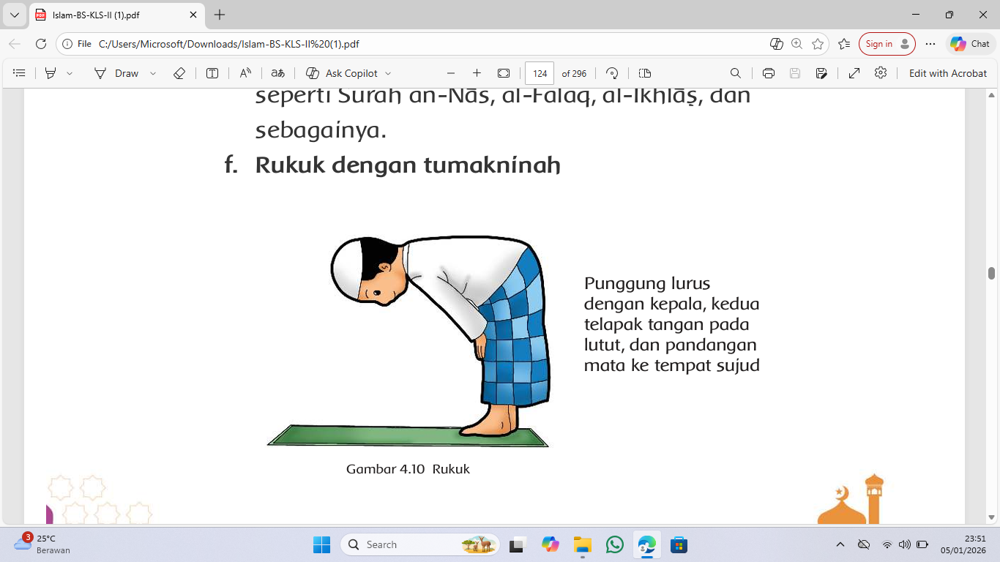 Islam-BS-KLS-II (1).pdf
File C:/Users/Microsoft/Downloads/Islam-BS-KLS-II%20(1).pdf
Sign in
Chat
Draw
Ask Copilot
124 of 296
Edit with Acrobat
seperti Surah an-Nās, al-Falaq, al-Ikhlāṣ, dan
sebagainya.
f. Rukuk dengan tumakninah
Punggung lurus
dengan kepala, kedua
telapak tangan pada
lutut, dan pandangan
mata ke tempat sujud
Gambar 4.10 Rukuk
3
25°C
Berawan
Search
23:51
05/01/2026